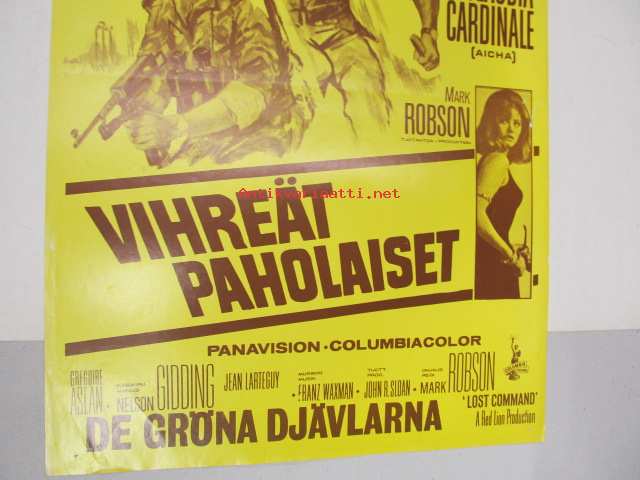 CARDINALE
[AICHA]
MARK
ROBSON
Antikvariaatti.net
VIHREÄT
PAHOLAISET
PANAVISION · COLUMBIACOLOR
GREGOIRE ASLAN · NELSON GIDDING JEAN LARTEGUY · FRANZ WAXMAN · JOHN R. SLOAN · MARK ROBSON
'LOST COMMAND'
A Red Lion Production
DE GRÖNA DJÄVLARNA
COLUMBIA